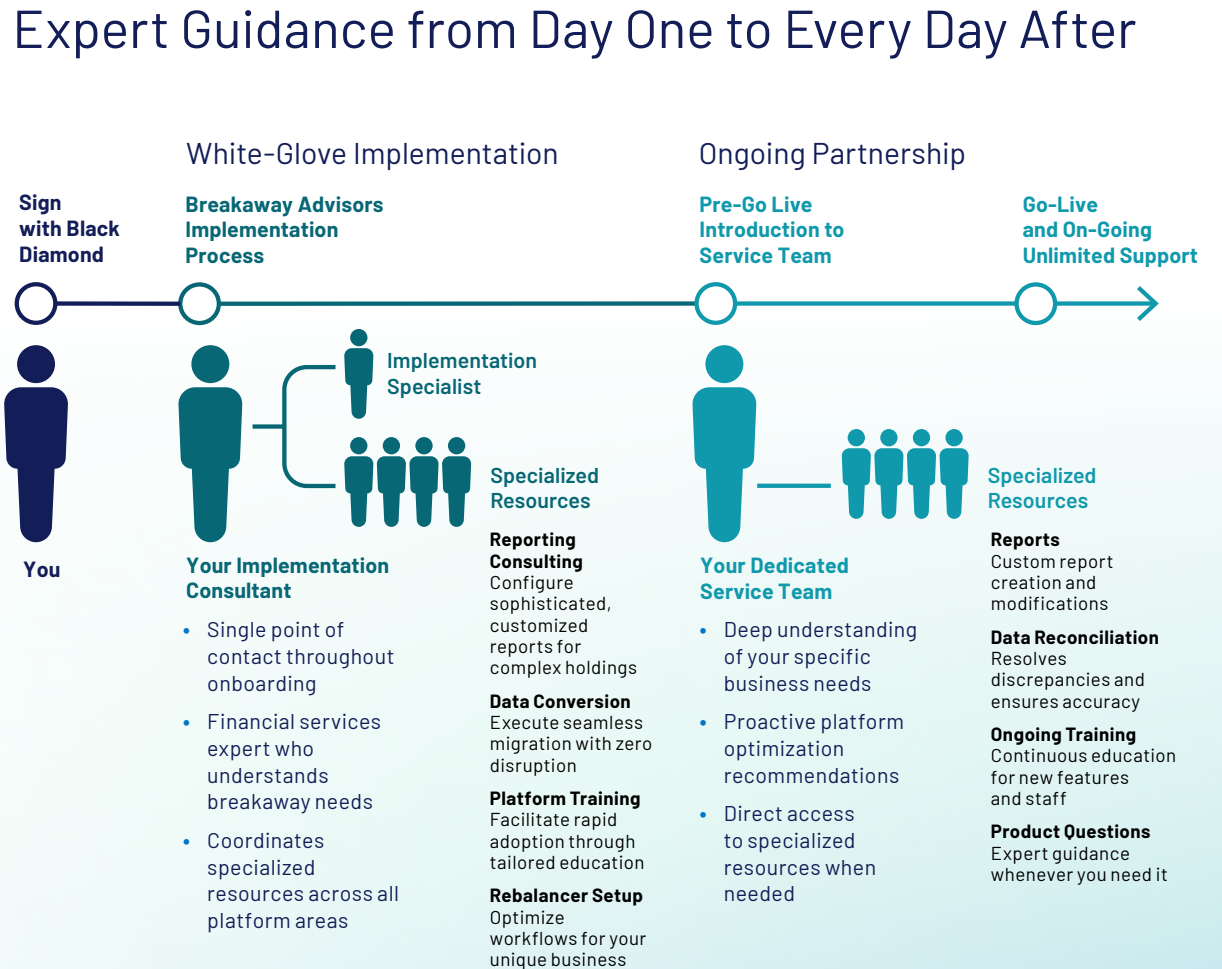 Expert Guidance from Day One to Every Day After
White-Glove Implementation
Ongoing Partnership
Sign
with Black
Diamond
Breakaway Advisors
Implementation
Process
Pre-Go Live
Introduction to
Service Team
Go-Live
and On-Going
Unlimited Support
You
Implementation
Specialist
Specialized
Resources
Your Implementation
Consultant
• Single point of
contact throughout
onboarding
• Financial services
expert who
understands
breakaway needs
• Coordinates
specialized
resources across all
platform areas
Reporting
Consulting
Configure
sophisticated,
customized
reports for
complex holdings
Data Conversion
Execute seamless
migration with zero
disruption
Platform Training
Facilitate rapid
adoption through
tailored education
Rebalancer Setup
Optimize
workflows for your
unique business
Specialized
Resources
Your Dedicated
Service Team
• Deep understanding
of your specific
business needs
• Proactive platform
optimization
recommendations
• Direct access
to specialized
resources when
needed
Reports
Custom report
creation and
modifications
Data Reconciliation
Resolves
discrepancies and
ensures accuracy
Ongoing Training
Continuous education
for new features
and staff
Product Questions
Expert guidance
whenever you need it